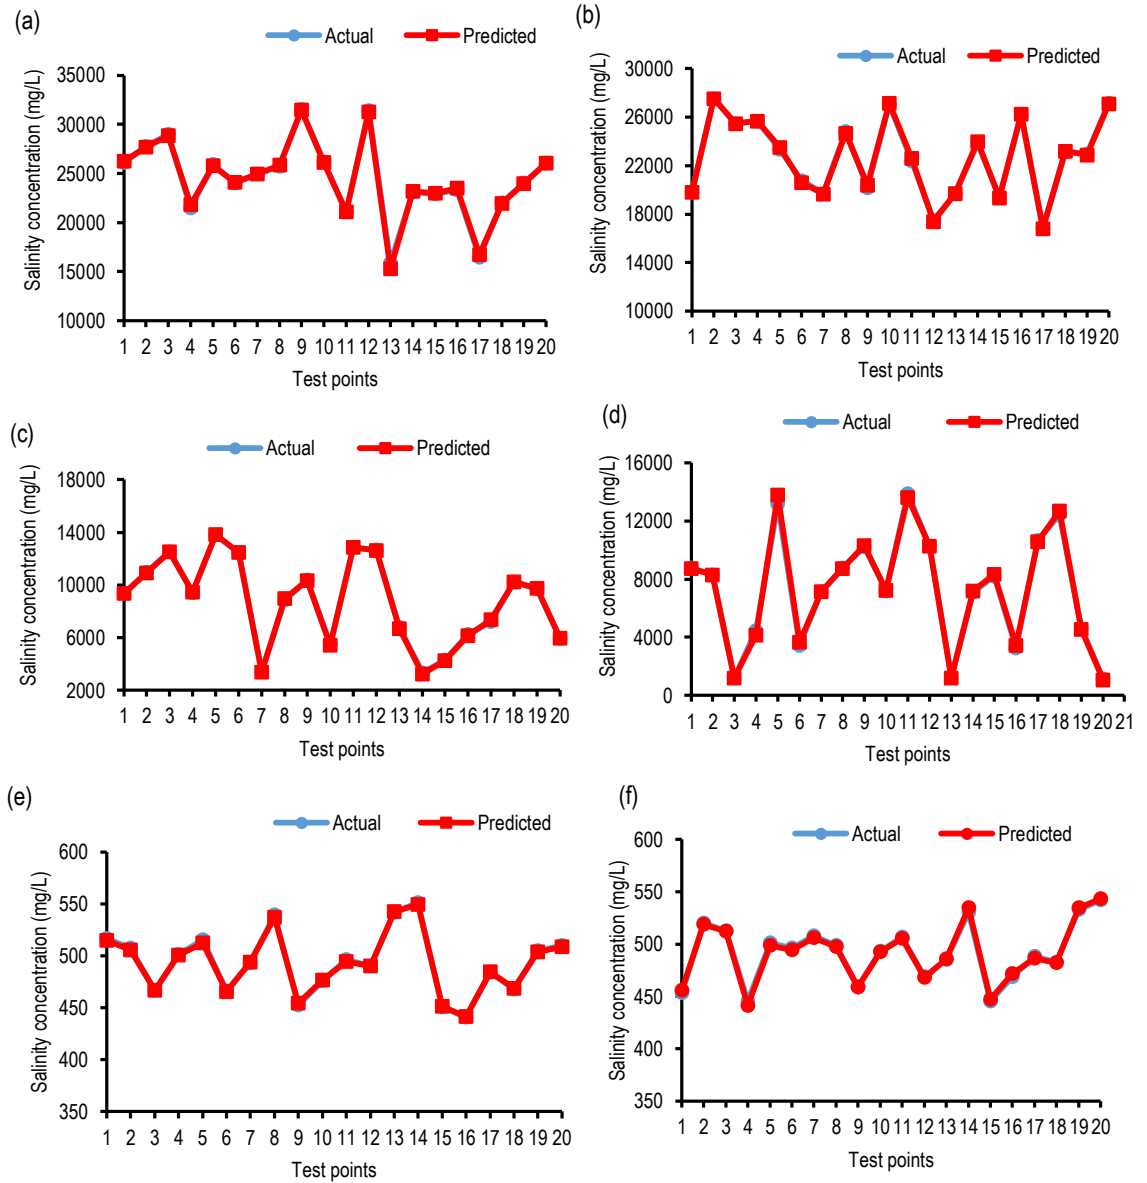 (a)
Actual Predicted
Salinity concentration (mg/L)
35000
30000
25000
20000
15000
10000
1 2 3 4 5 6 7 8 9 10 11 12 13 14 15 16 17 18 19 20
Test points
(b)
Actual Predicted
Salinity concentration (mg/L)
30000
26000
22000
18000
14000
10000
1 2 3 4 5 6 7 8 9 10 11 12 13 14 15 16 17 18 19 20
Test points
(c)
Actual Predicted
Salinity concentration (mg/L)
18000
14000
10000
6000
2000
1 2 3 4 5 6 7 8 9 10 11 12 13 14 15 16 17 18 19 20
Test points
(d)
Actual Predicted
Salinity concentration (mg/L)
16000
12000
8000
4000
0
1 2 3 4 5 6 7 8 9 10 11 12 13 14 15 16 17 18 19 20 21
Test points
(e)
Actual Predicted
Salinity concentration (mg/L)
600
550
500
450
400
350
1 2 3 4 5 6 7 8 9 10 11 12 13 14 15 16 17 18 19 20
Test points
(f)
Actual Predicted
Salinity concentration (mg/L)
600
550
500
450
400
350
1 2 3 4 5 6 7 8 9 10 11 12 13 14 15 16 17 18 19 20
Test points